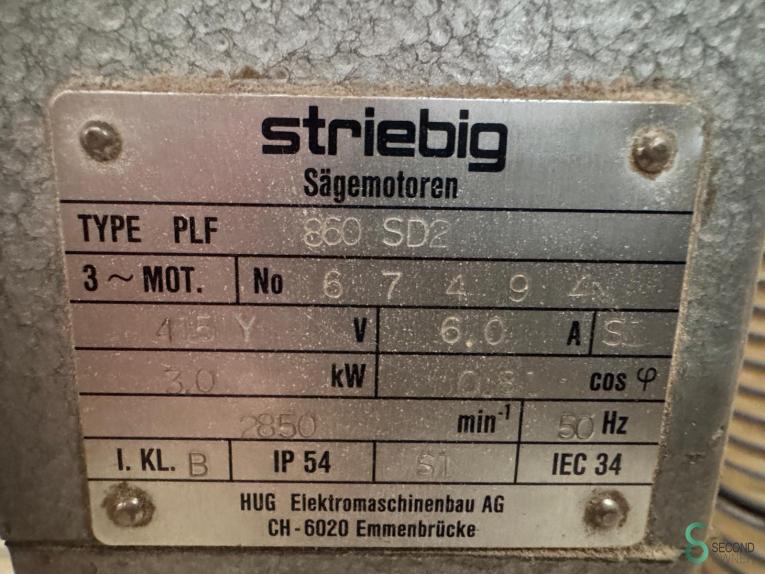 striebig
Sägemotoren
TYPE PLF 860 SD2
3 ~ MOT. No 6 7 4 9 4
415 Y V 6.0 A
3.0 kW cos φ
2850 min-1 50 Hz
I. KL. B IP 54 S1 IEC 34
HUG Elektromaschinenbau AG
CH-6020 Emmenbrücke
SECOND
OWNER